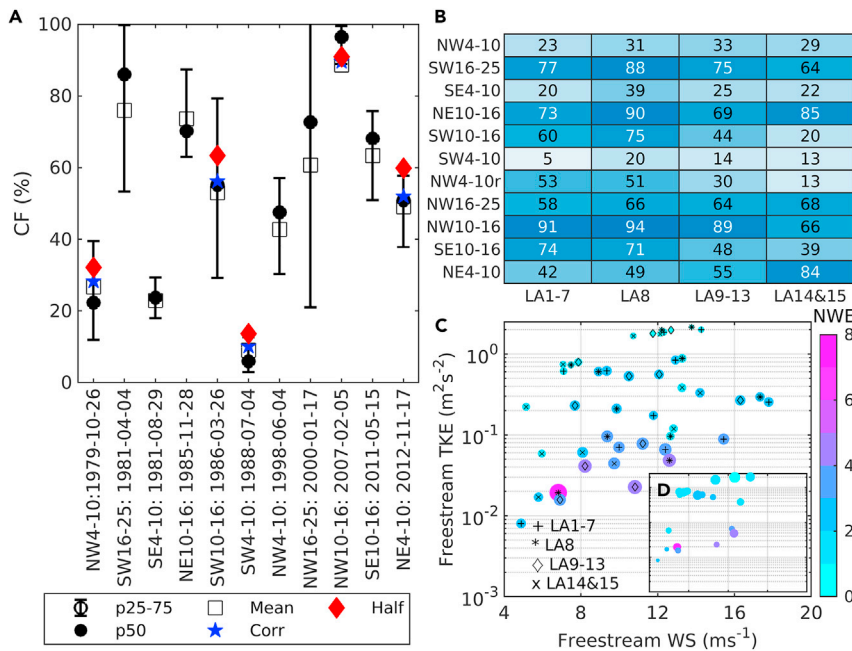 A
CF (%)
100
80
60
40
20
0
NW4-10:1979-10-26
SW16-25: 1981-04-04
SE4-10: 1981-08-29
NE10-16: 1985-11-28
SW10-16: 1986-03-26
SW4-10: 1988-07-04
NW4-10: 1998-06-04
NW16-25: 2000-01-17
NW10-16: 2007-02-05
SE10-16: 2011-05-15
NE4-10: 2012-11-17
p25-75 Mean Half
p50 Corr
B
NW4-10 23 31 33 29
SW16-25 77 88 75 64
SE4-10 20 39 25 22
NE10-16 73 90 69 85
SW10-16 60 75 44 20
SW4-10 5 20 14 13
NW4-10r 53 51 30 13
NW16-25 58 66 64 68
NW10-16 91 94 89 66
SE10-16 74 71 48 39
NE4-10 42 49 55 84
LA1-7 LA8 LA9-13 LA14&15
C
NWE
8
6
4
2
0
Freestream TKE (m²s⁻²)
10⁰
10⁻¹
10⁻²
10⁻³
D
+ LA1-7
* LA8
◇ LA9-13
x LA14&15
4 8 12 16 20
Freestream WS (ms⁻¹)